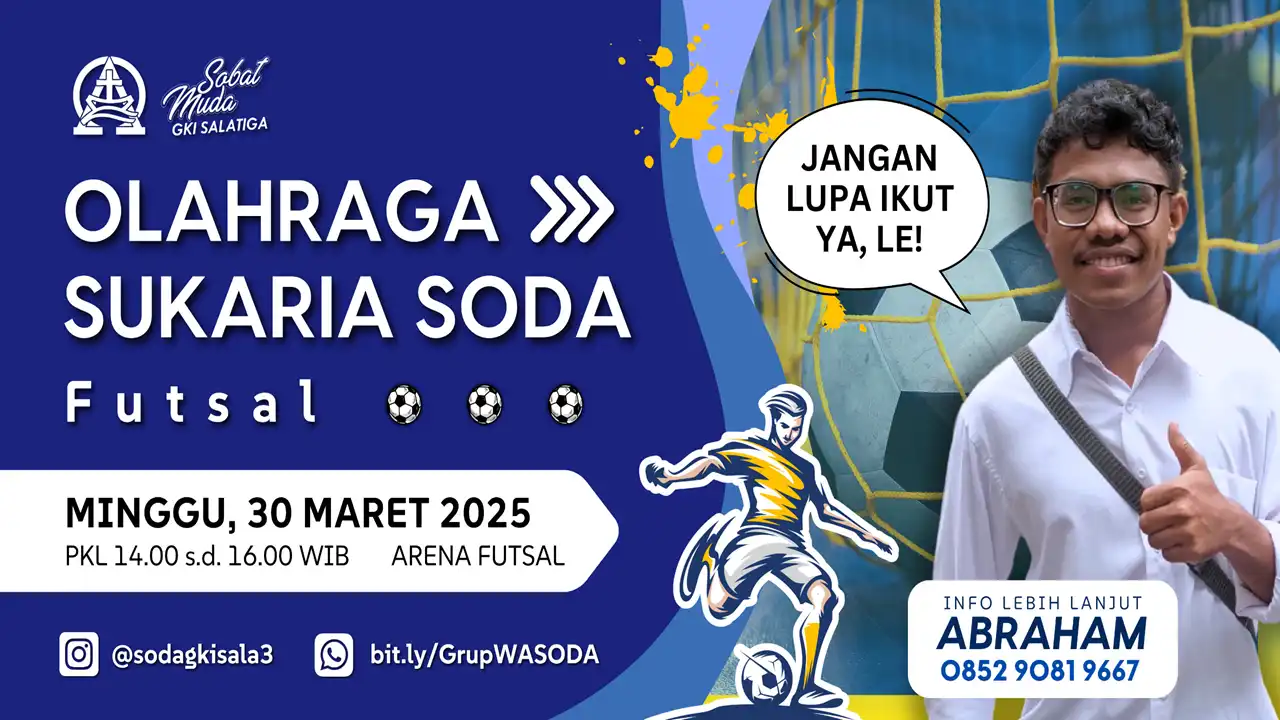 Sobat
Muda
GKI SALATIGA
OLAHRAGA
SUKARIA SODA
Futsal
MINGGU, 30 MARET 2025
PKL 14.00 s.d. 16.00 WIB ARENA FUTSAL
@sodagkisala3 bit.ly/GrupWASODA
JANGAN
LUPA IKUT
YA, LE!
INFO LEBIH LANJUT
ABRAHAM
0852 9081 9667